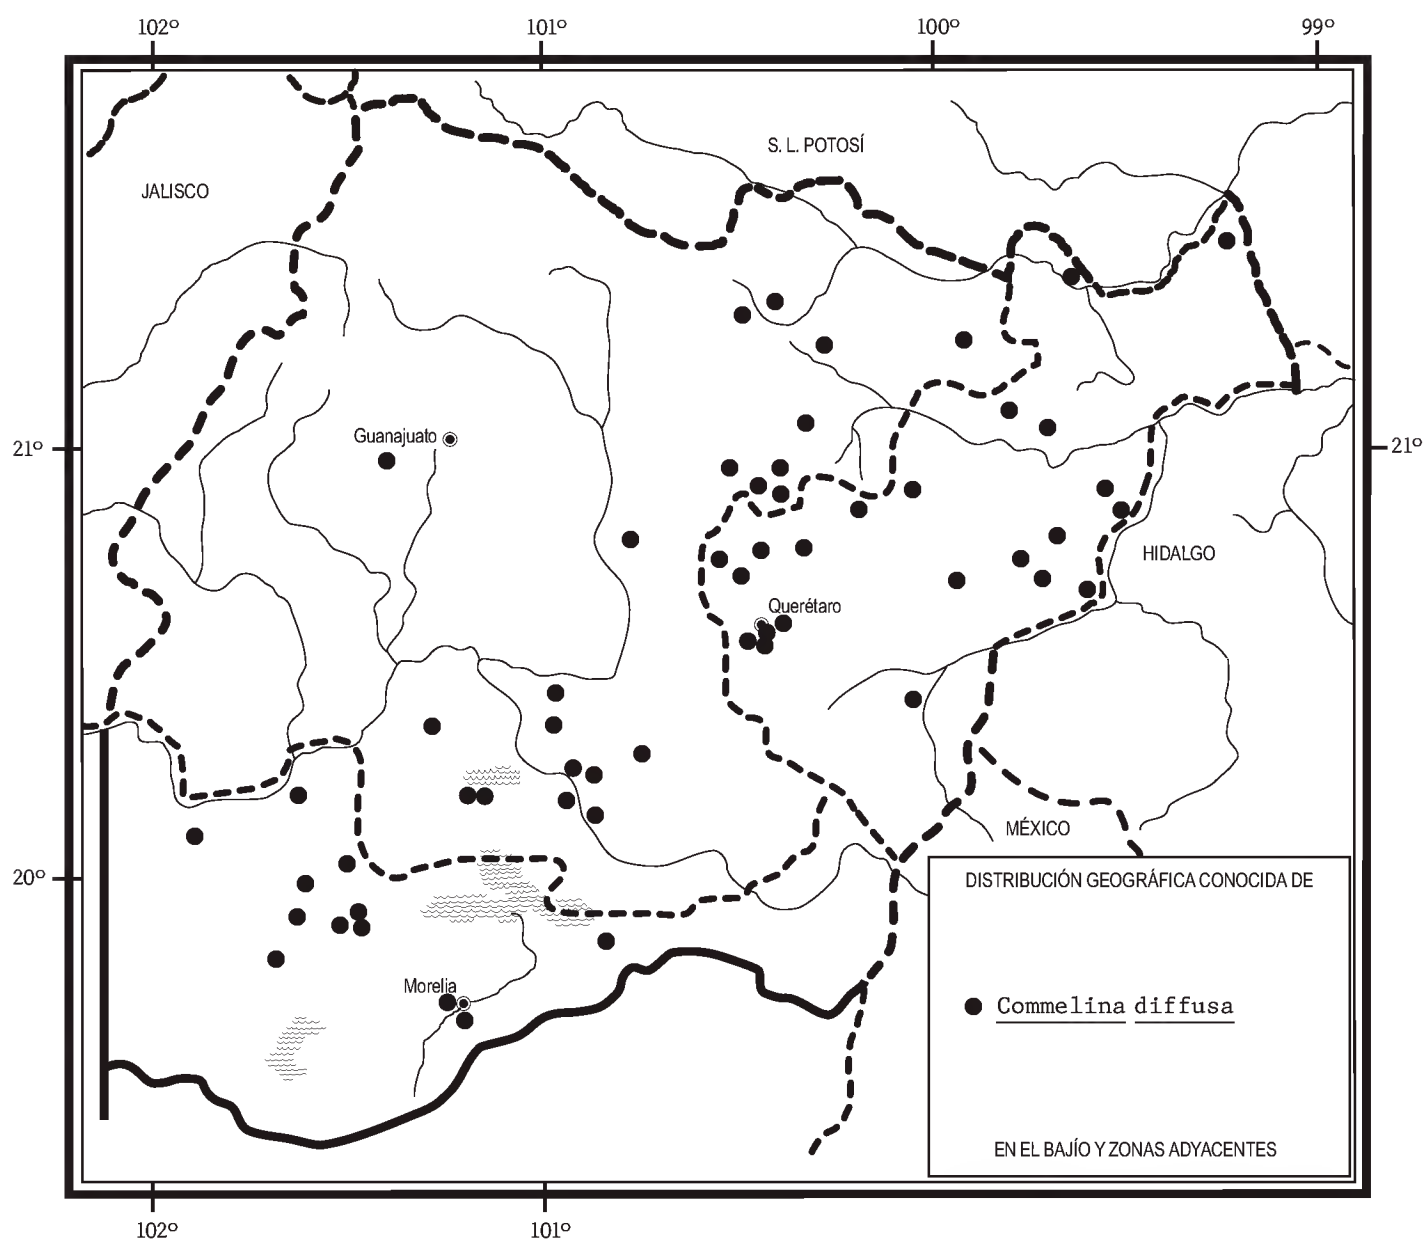 102º 101º 100º 99º
S. L. POTOSÍ
JALISCO
Guanajuato
21º
21º
HIDALGO
Querétaro
MÉXICO
20º
DISTRIBUCIÓN GEOGRÁFICA CONOCIDA DE
Morelia
Commelina diffusa
EN EL BAJÍO Y ZONAS ADYACENTES
102º 101º